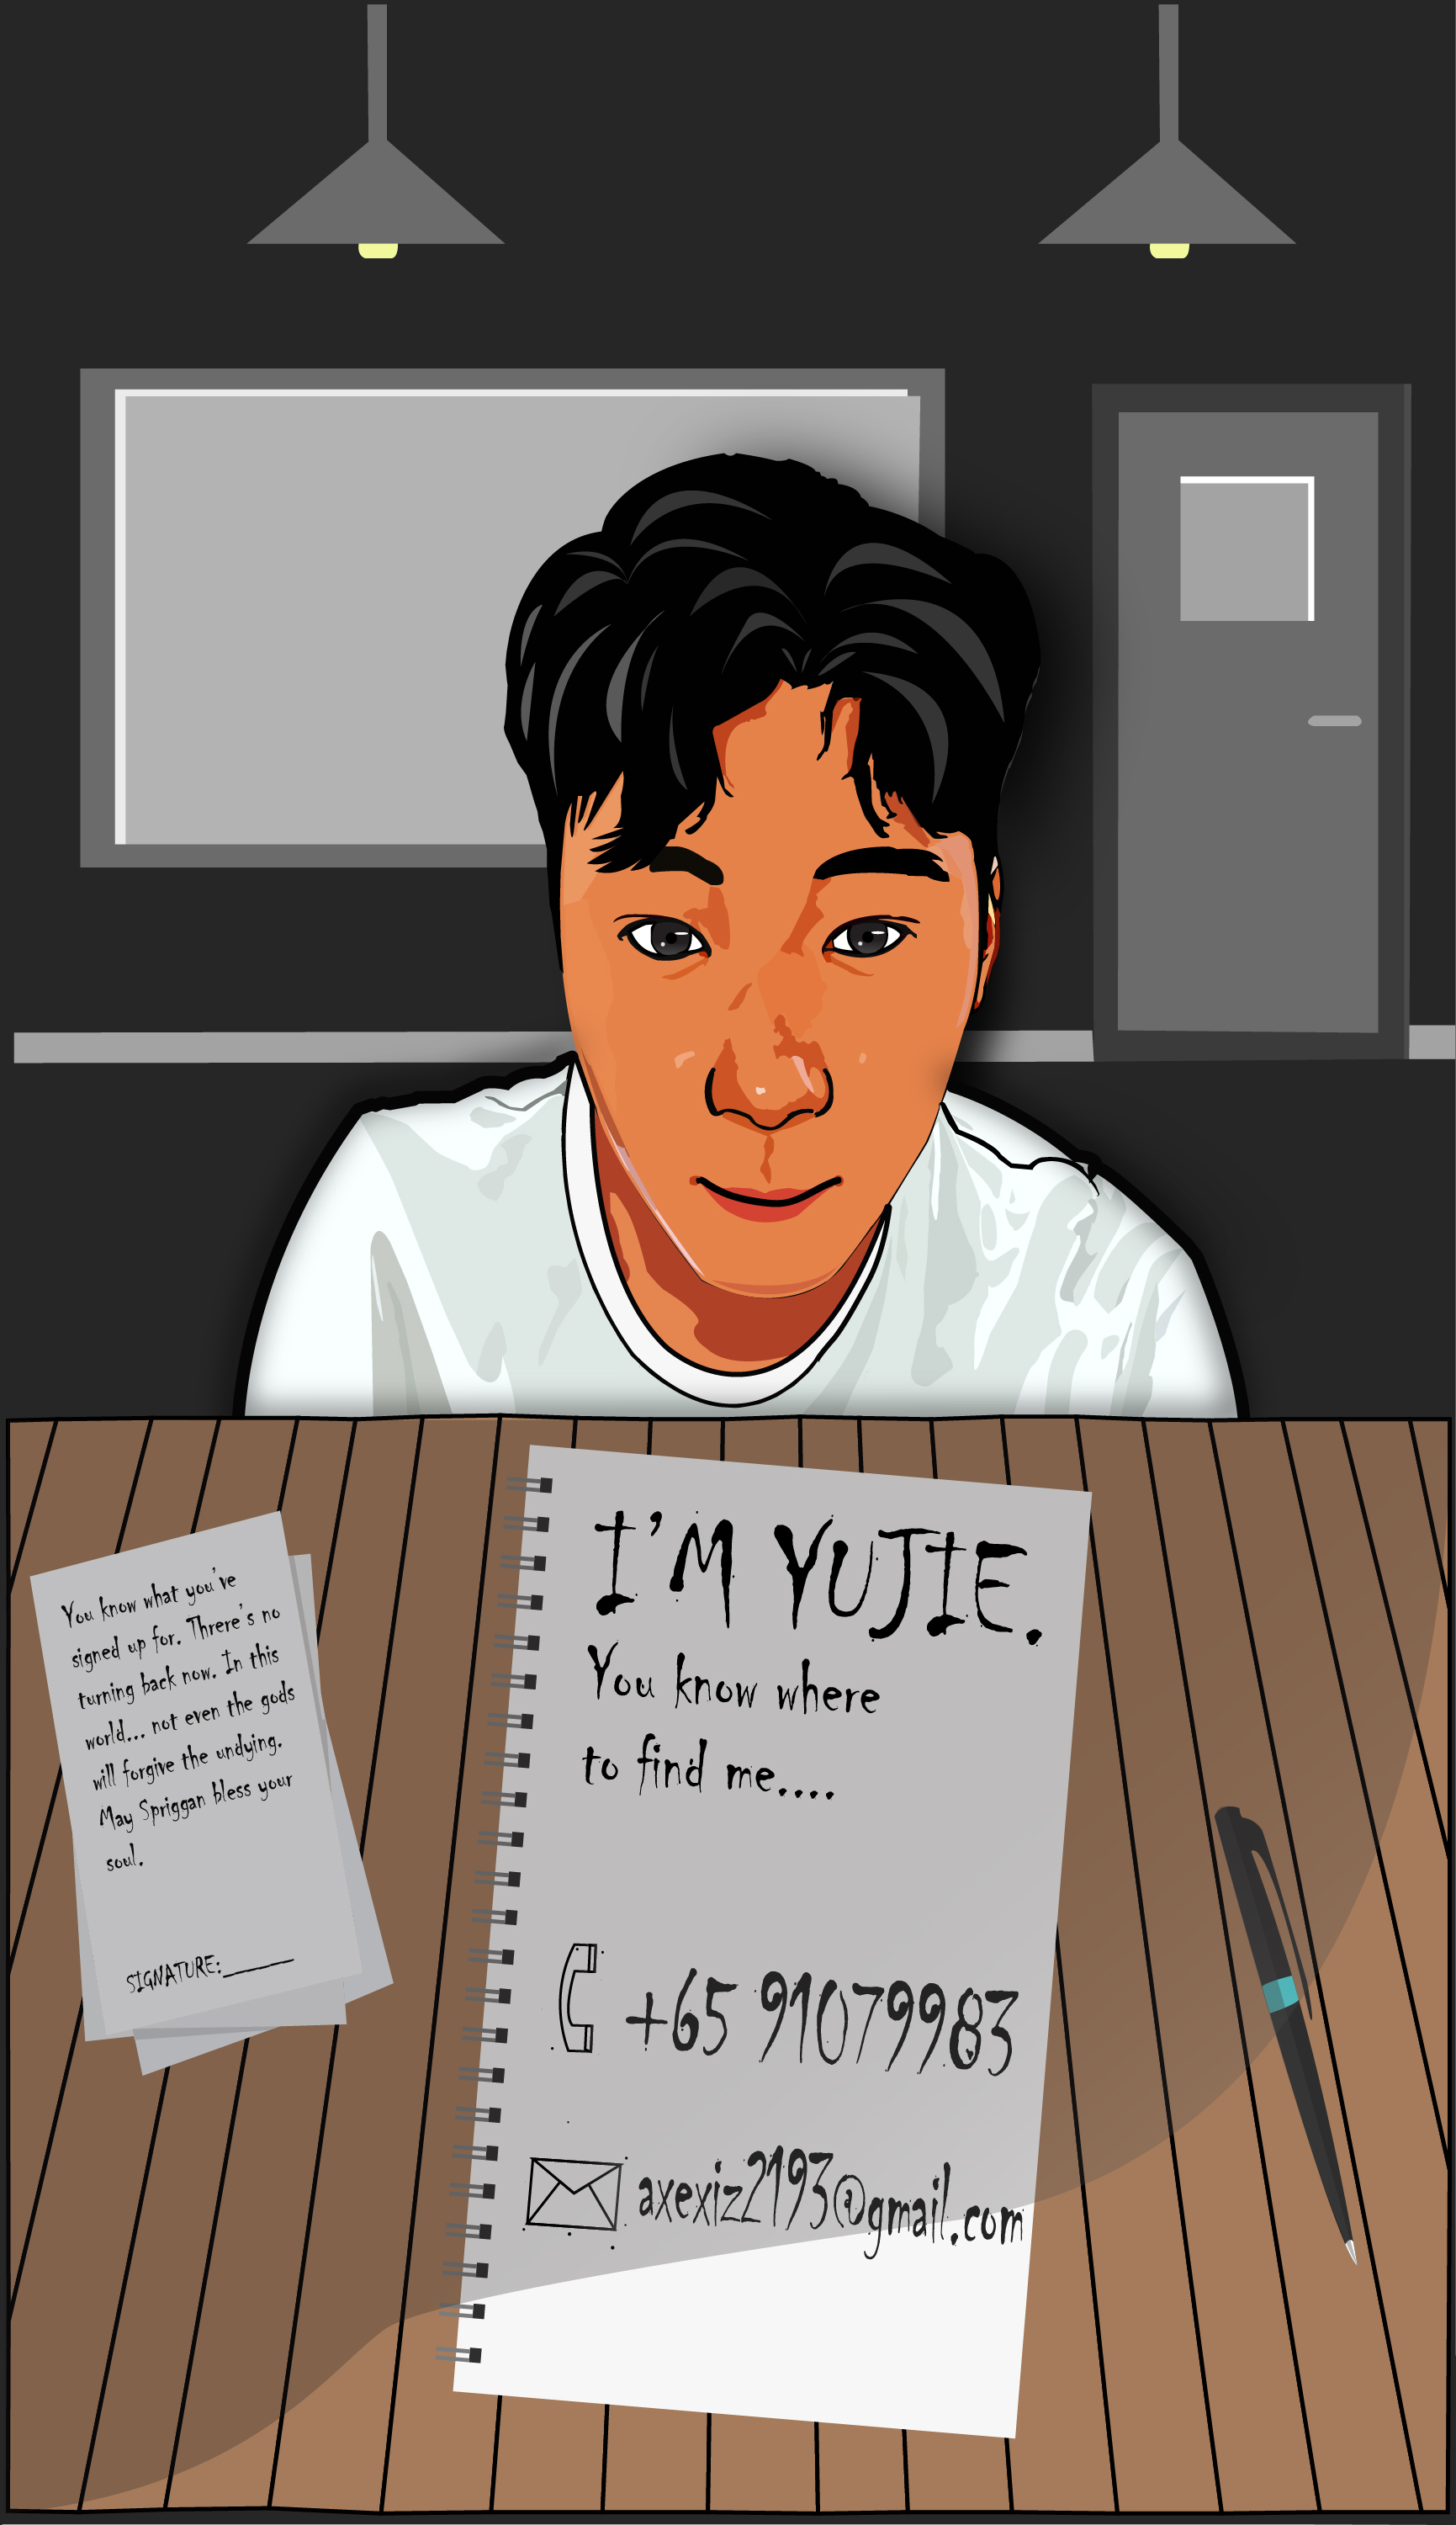 You know what you've
signed up for. Threre's no
turning back now. In this
world... not even the gods
will forgive the undying.
May Spriggan bless your
soul.
SIGNATURE:_______
I'M YUJIE.
You know where
to find me....
+65 91079983
axexiz2193@gmail.com